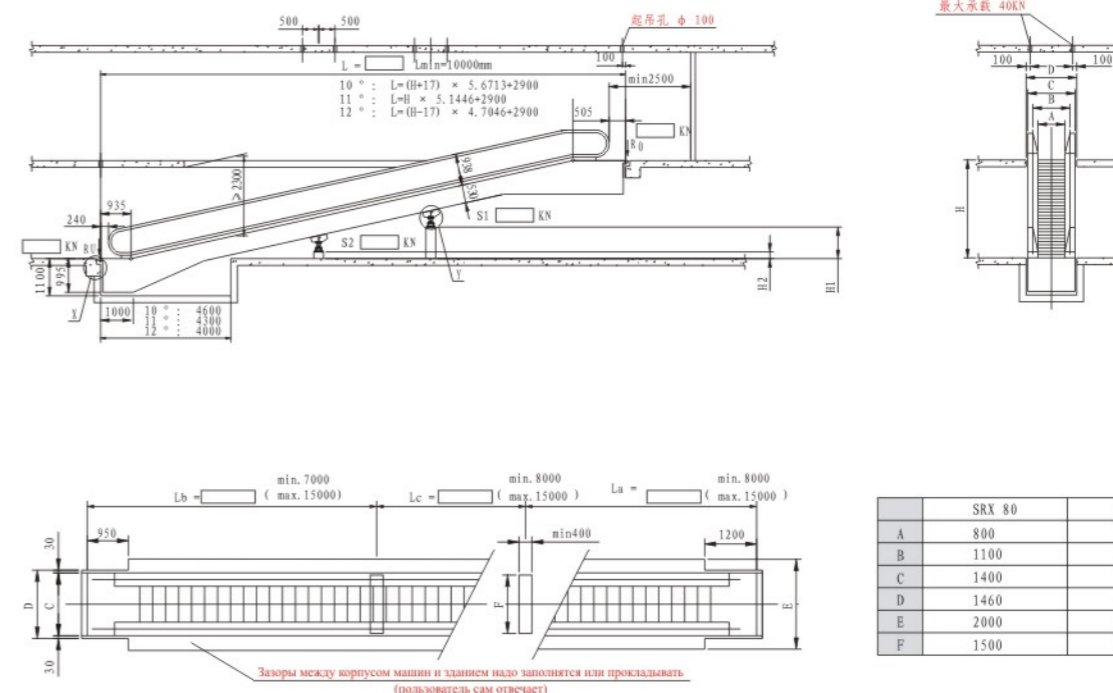 500 500
起吊孔 ф 100
最大承载 40KN
L = Lmin=10000mm
100
10 °: L=(H+17) × 5.6713+2900
11 °: L=H × 5.1446+2900
12 °: L=(H-17) × 4.7046+2900
min2500
505
KN
R0
100 100
D
C
B
A
H
≥2300
938
530
935
240
S1 KN
S2 KN
KN RU
1100
995
X
Y
H2
H1
1000
10 °: 4600
11 °: 4300
12 °: 4000
Lb = min.7000
( max.15000)
Lc = min.8000
( max.15000 )
La = min.8000
( max.15000 )
950
min400
1200
30
D
C
F
E
30
Зазоры между корпусом машин и зданием надо заполнятся или прокладывать
(пользователь сам отвечает)
SRX 80
A 800
B 1100
C 1400
D 1460
E 2000
F 1500